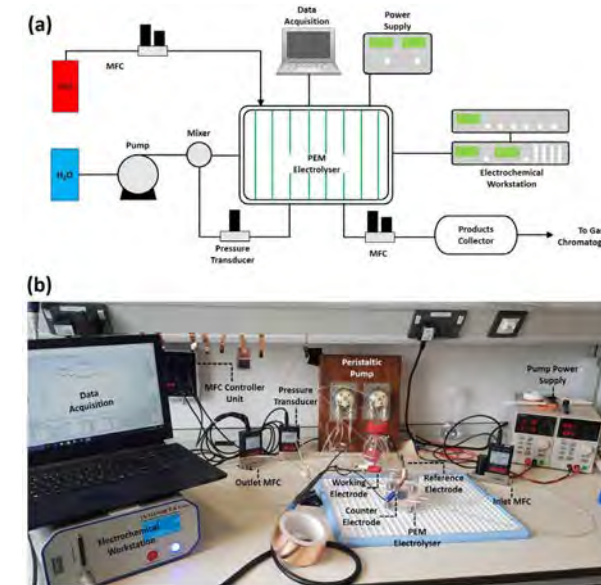 (a)
Data
Acquisition
Power
Supply
MFC
Pump
Mixer
H₂O
PEM
Electrolyser
Electrochemical
Workstation
Pressure
Transducer
MFC
Products
Collector
To Gas
(b)
Data
Acquisition
MFC Controller
Unit
Pressure
Transducer
Peristaltic
Pump
Pump Power
Supply
Outlet MFC
Working
Electrode
Reference
Electrode
Inlet MFC
Counter
Electrode
PEM
Electrolyser
Electrochemical
Workstation